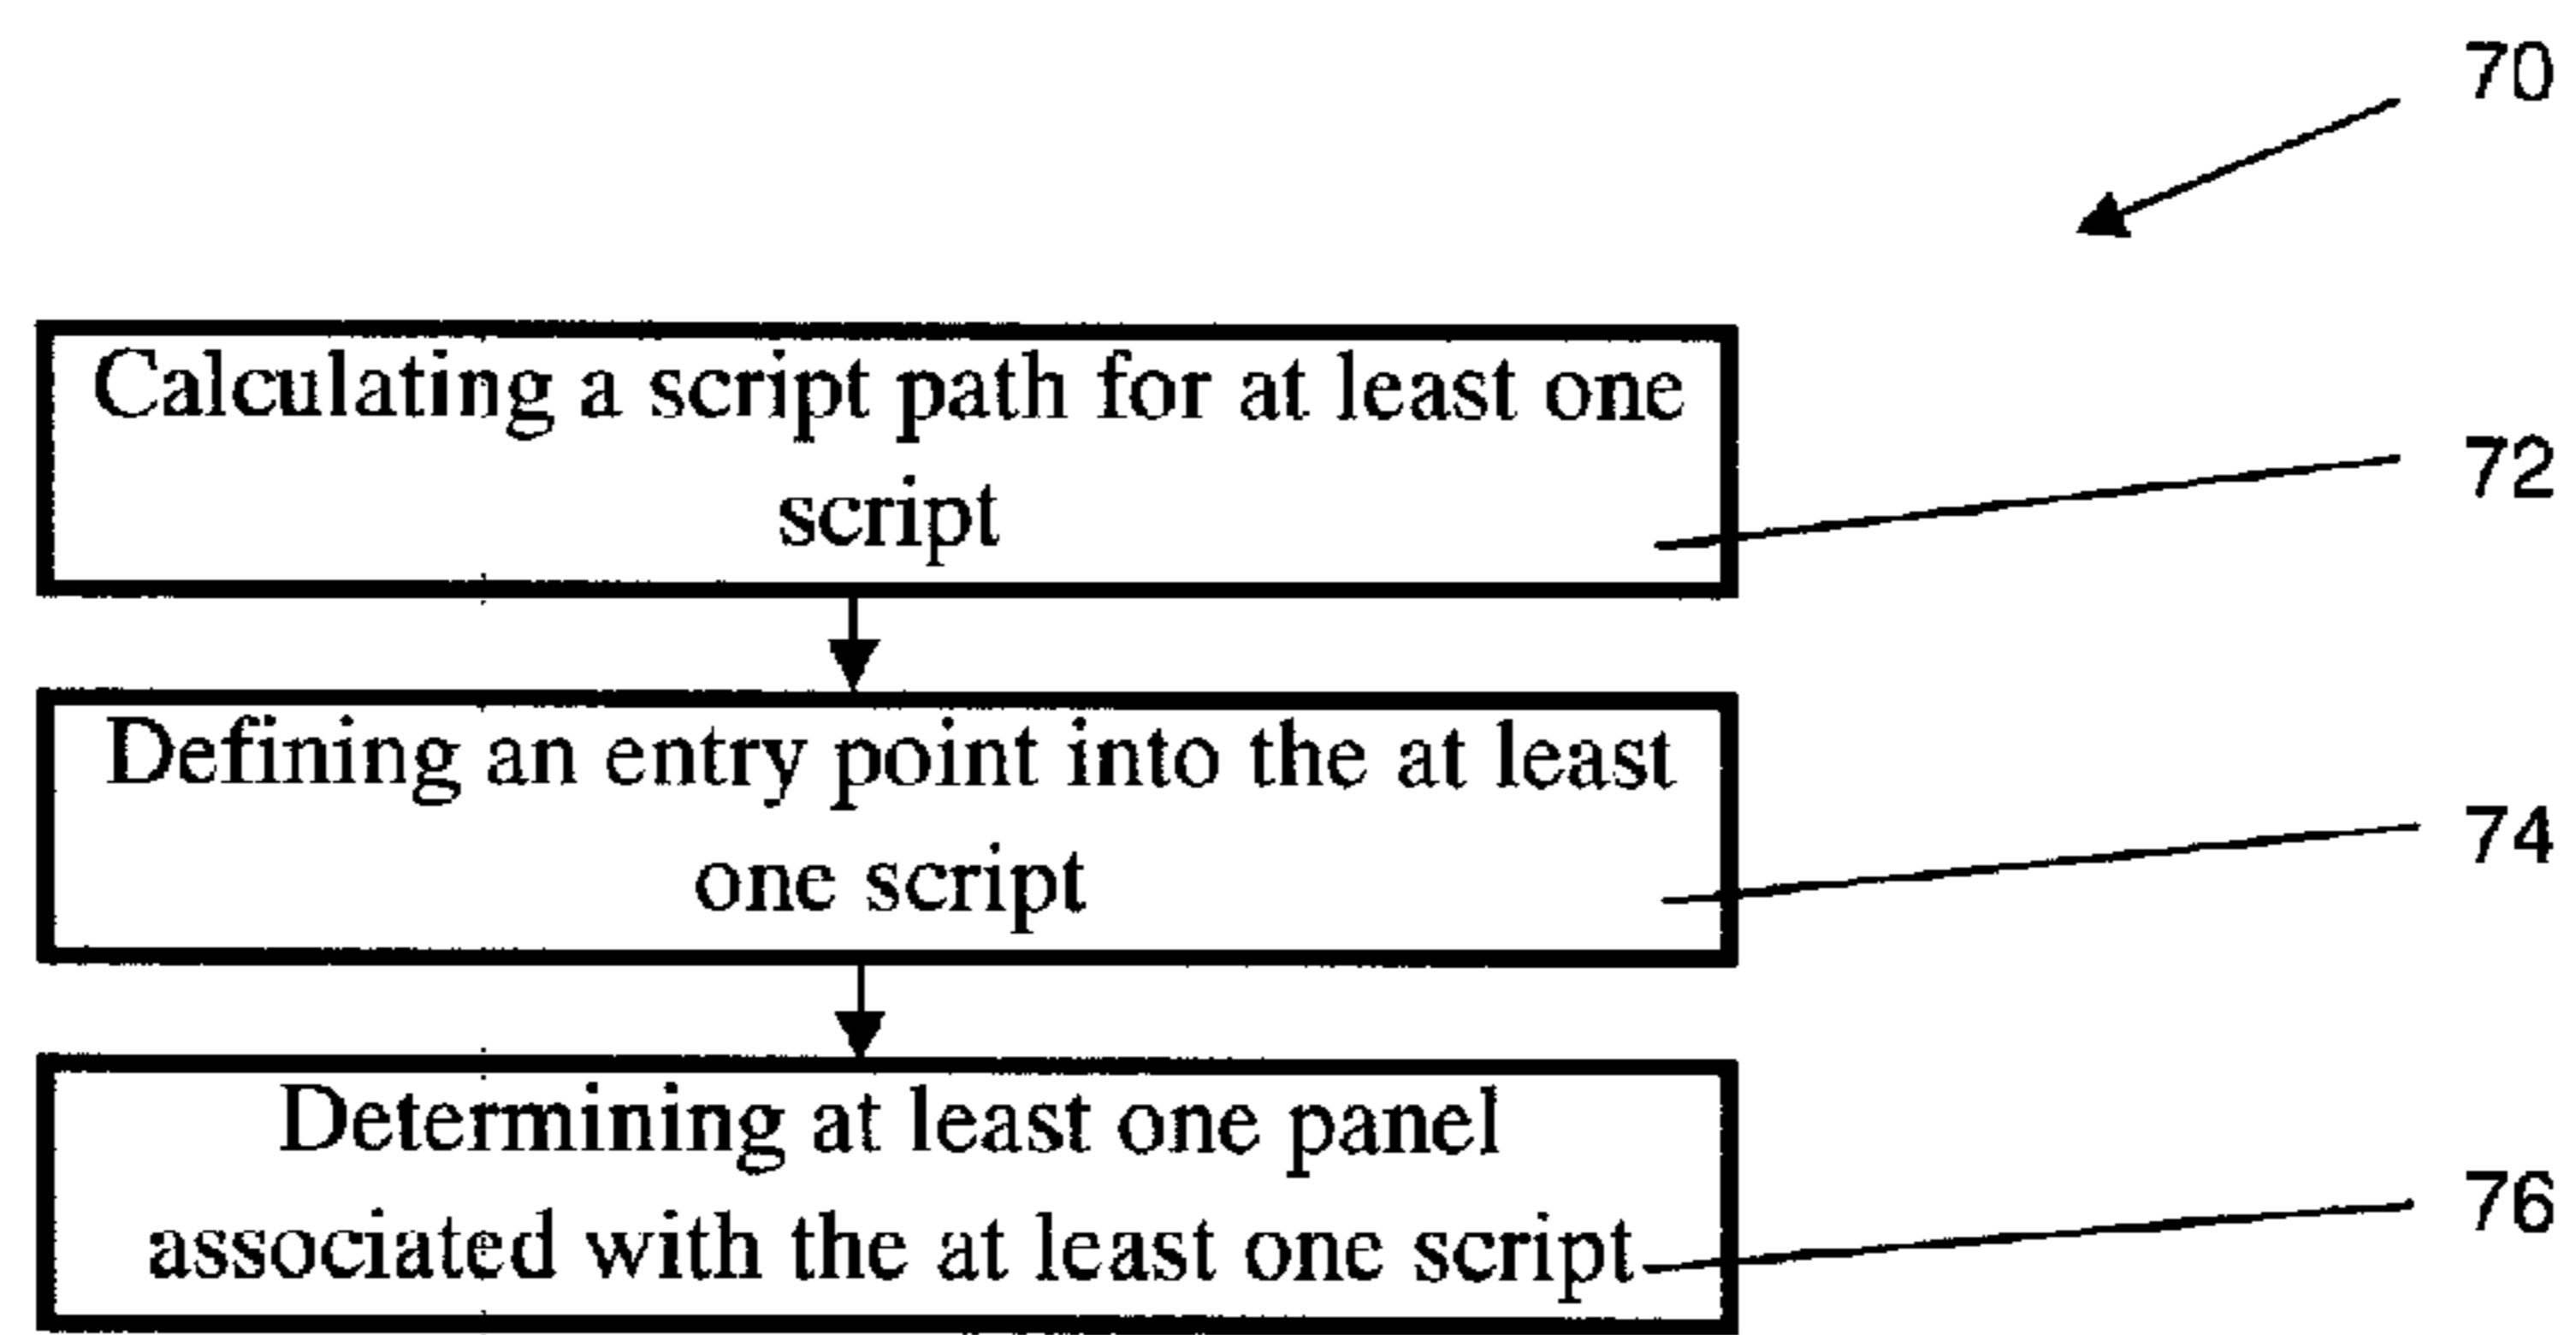 70
Calculating a script path for at least one
script
72
Defining an entry point into the at least
one script
74
Determining at least one panel
associated with the at least one script
76